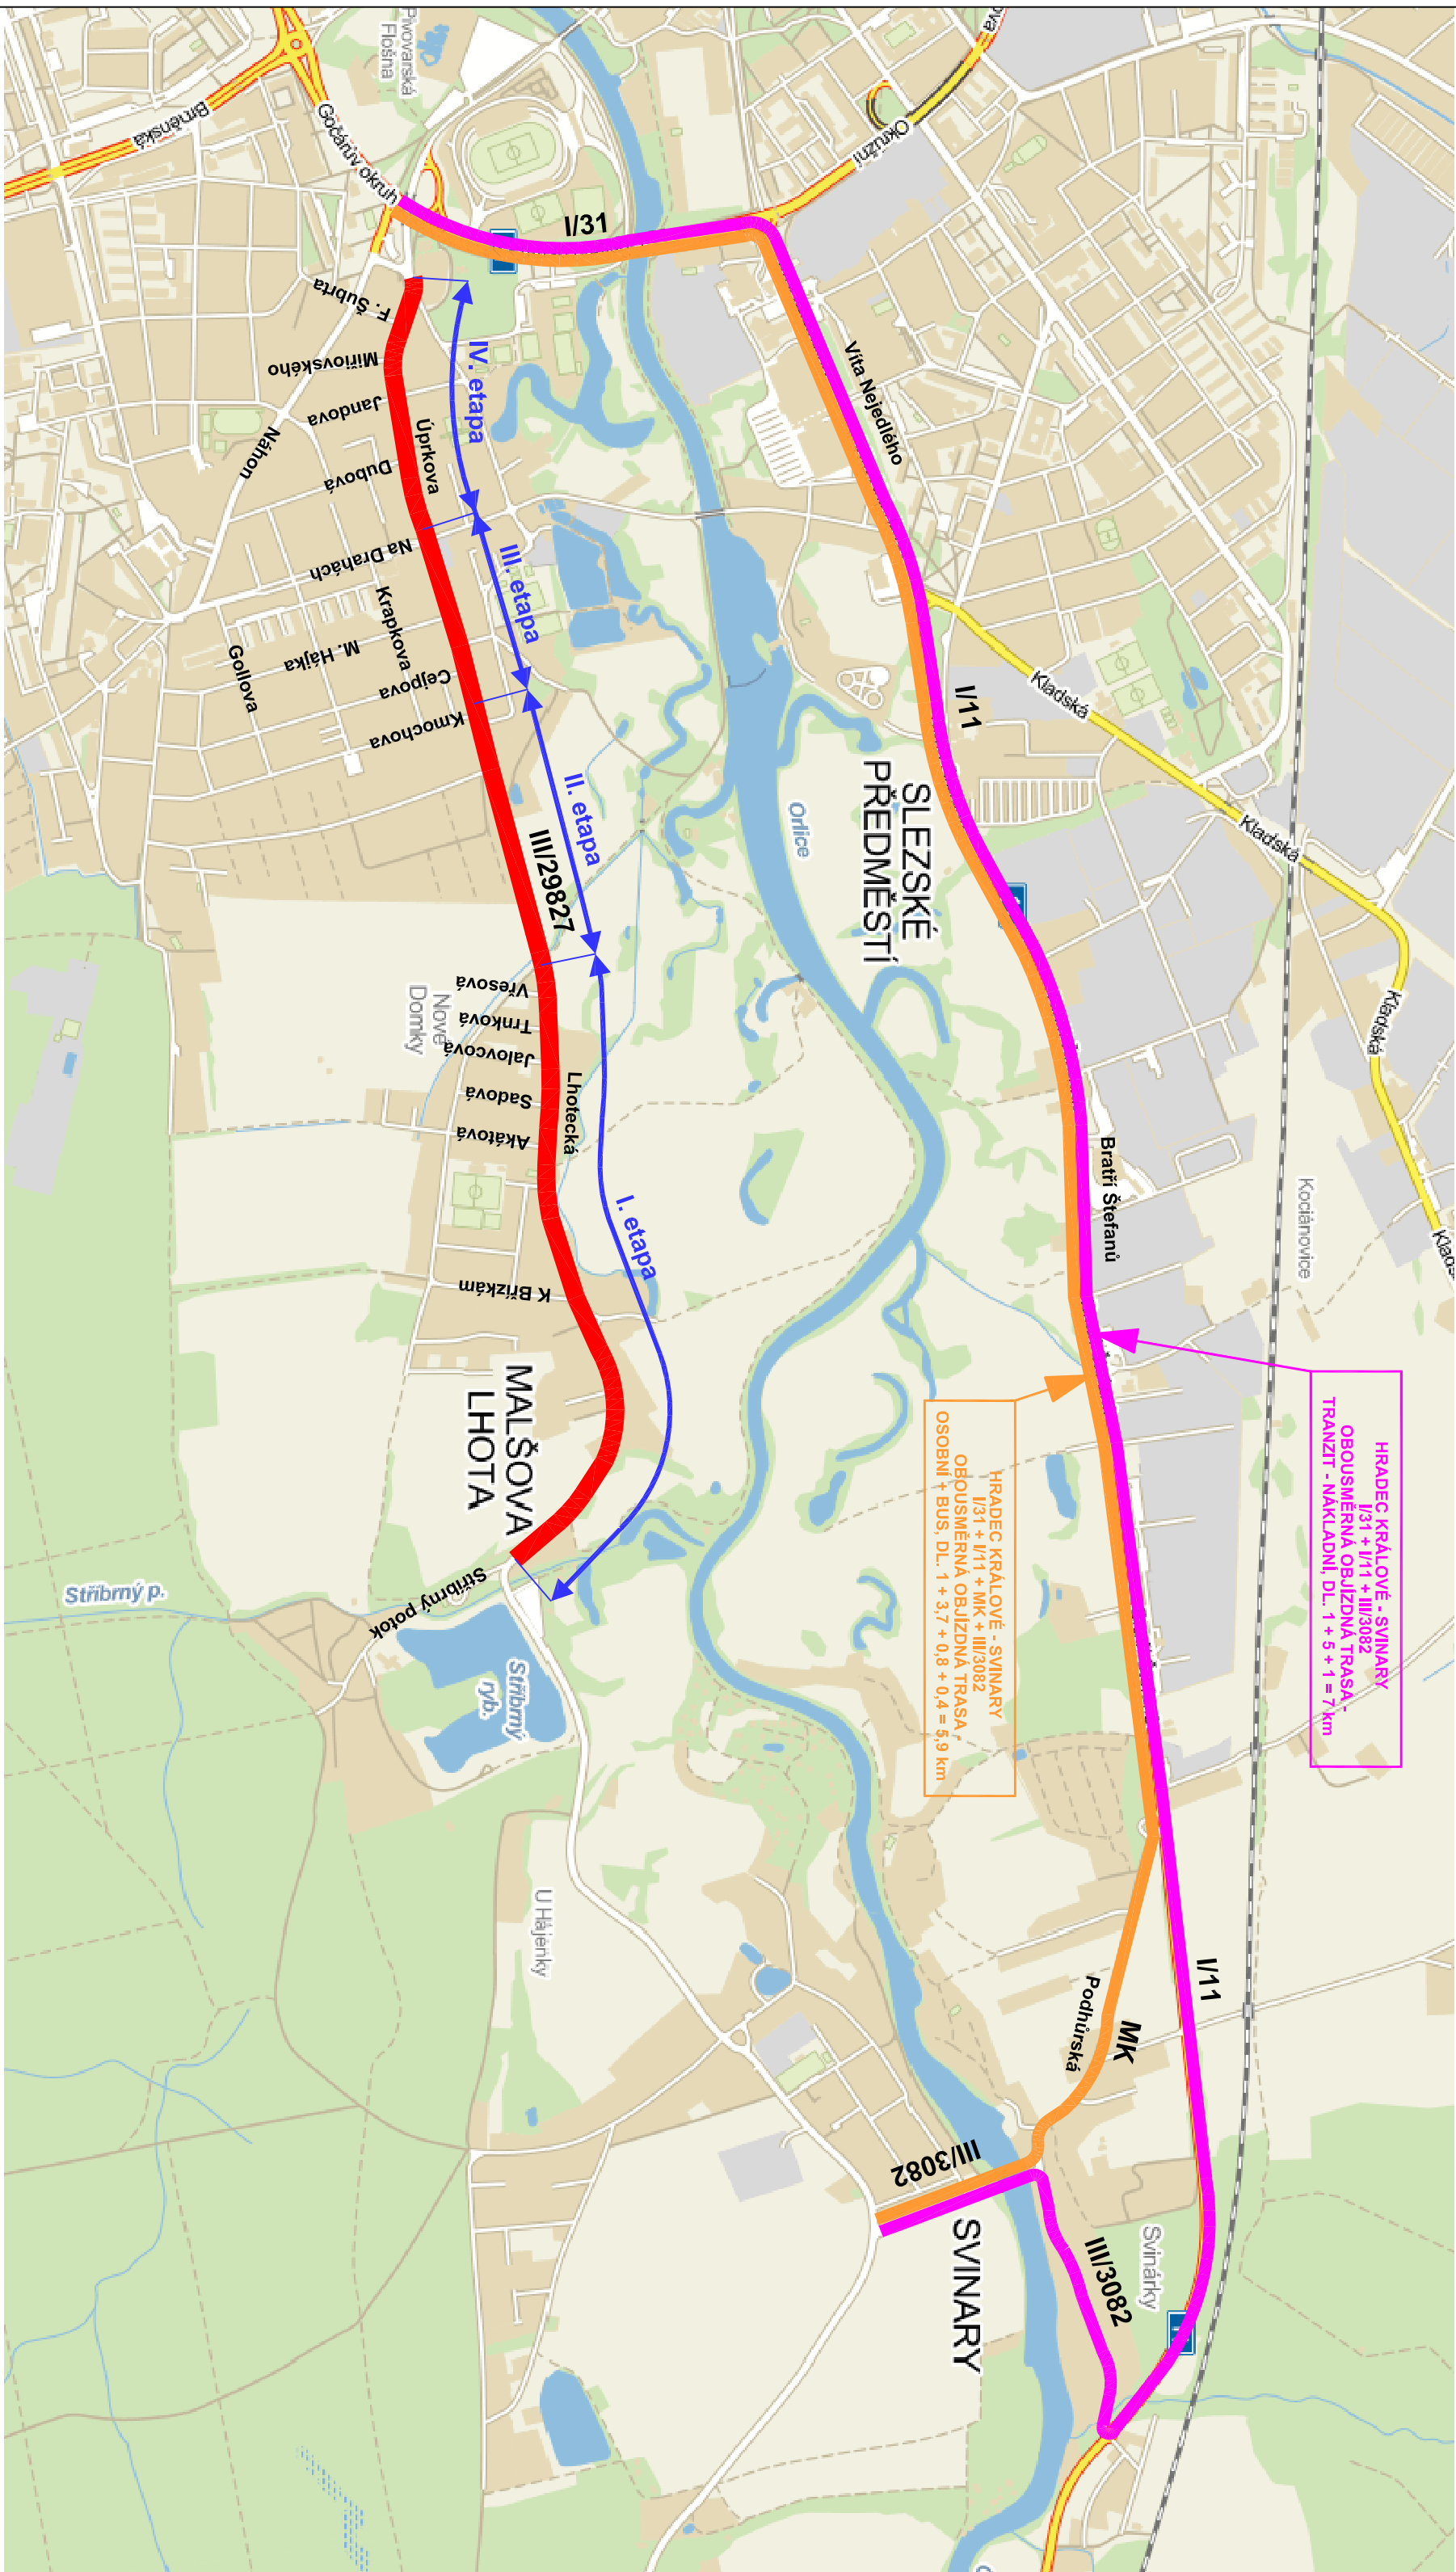 HRADEC KRÁLOVÉ - SVINARY
I/31 + I/11 + III/3082
OBOUSMĚRNÁ OBJÍZDNÁ TRASA -
TRANZIT - NÁKLADNÍ, DL. 1 + 5 + 1 = 7 km
HRADEC KRÁLOVÉ - SVINARY
I/31 + I/11 + MK + III/3082
OBOUSMĚRNÁ OBJÍZDNÁ TRASA -
OSOBNÍ + BUS, DL. 1 + 3,7 + 0,8 + 0,4 = 5,9 km
Kociánovice
Kladská
Kladská
Kladská
Okružní
Víta Nejedlého
I/11
Bratří Štefanů
I/11
MK
Podhůrská
Svinárky
III/3082
III/3082
SVINARY
SLEZSKÉ
PŘEDMĚSTÍ
Orlice
I/31
Gočárův okruh
Brněnská
Pivovarská
Flošna
IV. etapa
III. etapa
II. etapa
I. etapa
III/29827
Úprkova
Lhotecká
F. Šubrta
Miřiovského
Jandova
Dubová
Náhon
Na Drahách
Krapkova
M. Hájka
Gollova
Cejpova
Kmochova
Vřesová
Trnková
Jalovcová
Sadová
Akátová
K Břízkám
Nové
Domky
MALŠOVA
LHOTA
Stříbrný potok
Stříbrný p.
Stříbrný
ryb.
U Hájenky